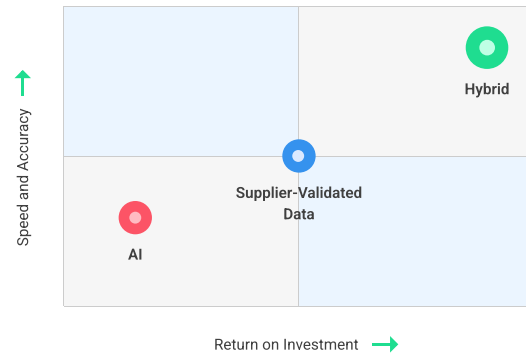 Speed and Accuracy
Hybrid
Supplier-Validated
Data
AI
Return on Investment